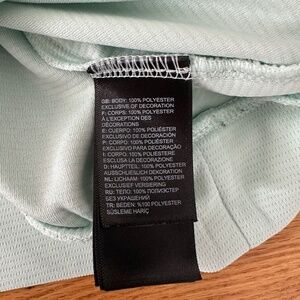 GB: BODY: 100% POLYESTER
EXCLUSIVE OF DECORATION
F: CORPS: 100% POLYESTER
À L'EXCEPTION DES
DÉCORATIONS
E: CUERPO: 100% POLIÉSTER
EXCLUSIVO DE DECORACIÓN
P: CORPO: 100% POLIÉSTER
EXCLUSIVO PARA DECORAÇÃO
I: CORPO: 100% POLIESTERE
ESCLUSA LA DECORAZIONE
D: HAUPTTEIL: 100% POLYESTER
AUSSCHLIEßLICH DEKORATION
NL: LICHAAM: 100% POLYESTER
EXCLUSIEF VERSIERING
RU: ТЕЛО: 100% ПОЛИЭСТЕР
БЕЗ УКРАШЕНИЙ
TR: BEDEN: %100 POLYESTER
SÜSLEME HARİÇ